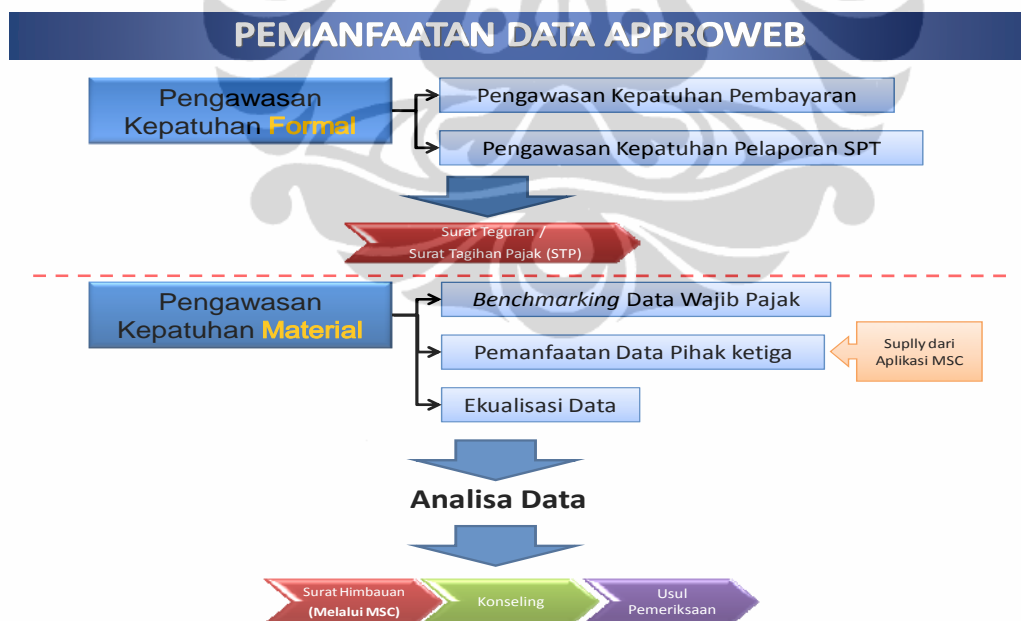 PEMANFAATAN DATA APPROWEB
Pengawasan
Kepatuhan Formal
Pengawasan Kepatuhan Pembayaran
Pengawasan Kepatuhan Pelaporan SPT
Surat Teguran /
Surat Tagihan Pajak (STP)
Pengawasan
Kepatuhan Material
Benchmarking Data Wajib Pajak
Pemanfaatan Data Pihak ketiga
Suplly dari
Aplikasi MSC
Ekualisasi Data
Analisa Data
Surat Himbauan
(Melalui MSC)
Konseling
Usul
Pemeriksaan